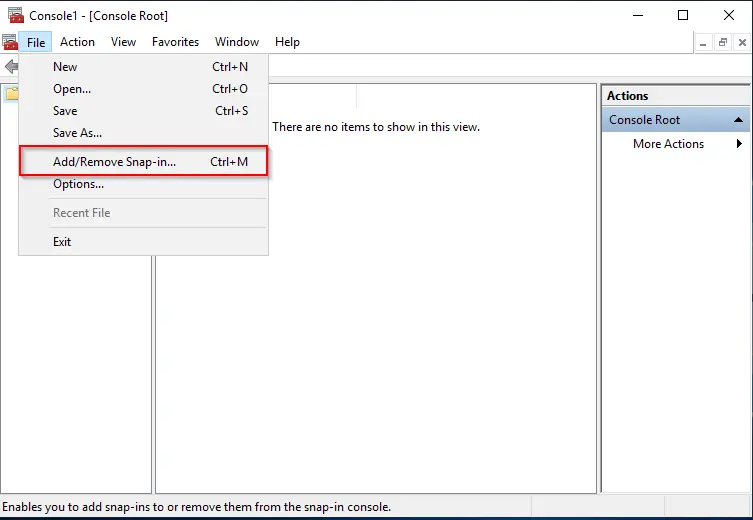 Console1 - [Console Root]
File Action View Favorites Window Help
New Ctrl+N
Open... Ctrl+O
Save Ctrl+S
Save As...
Add/Remove Snap-in... Ctrl+M
Options...
Recent File
Exit
There are no items to show in this view.
Actions
Console Root
More Actions
Enables you to add snap-ins to or remove them from the snap-in console.